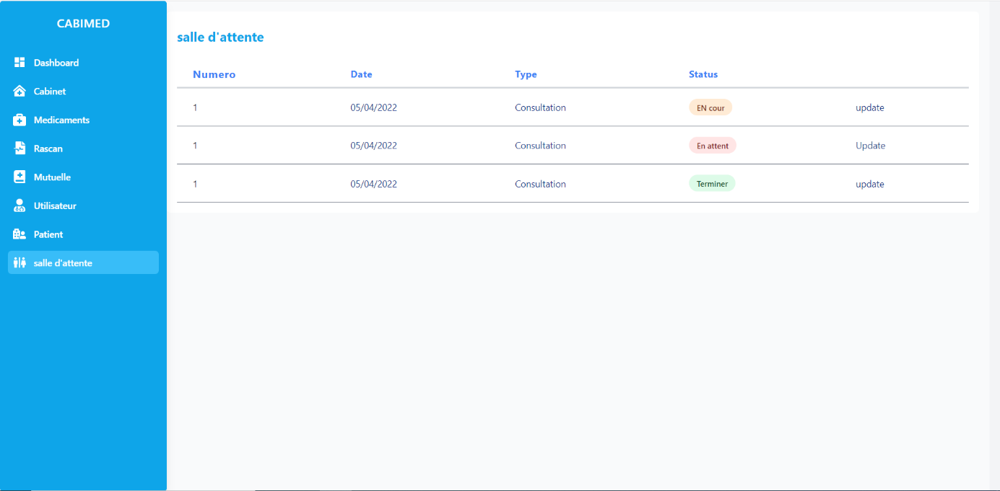 CABIMED
Dashboard
Cabinet
Medicaments
Rascan
Mutuelle
Utilisateur
Patient
salle d'attente
salle d'attente
Numero Date Type Status
1 05/04/2022 Consultation EN cour update
1 05/04/2022 Consultation En attent Update
1 05/04/2022 Consultation Terminer update